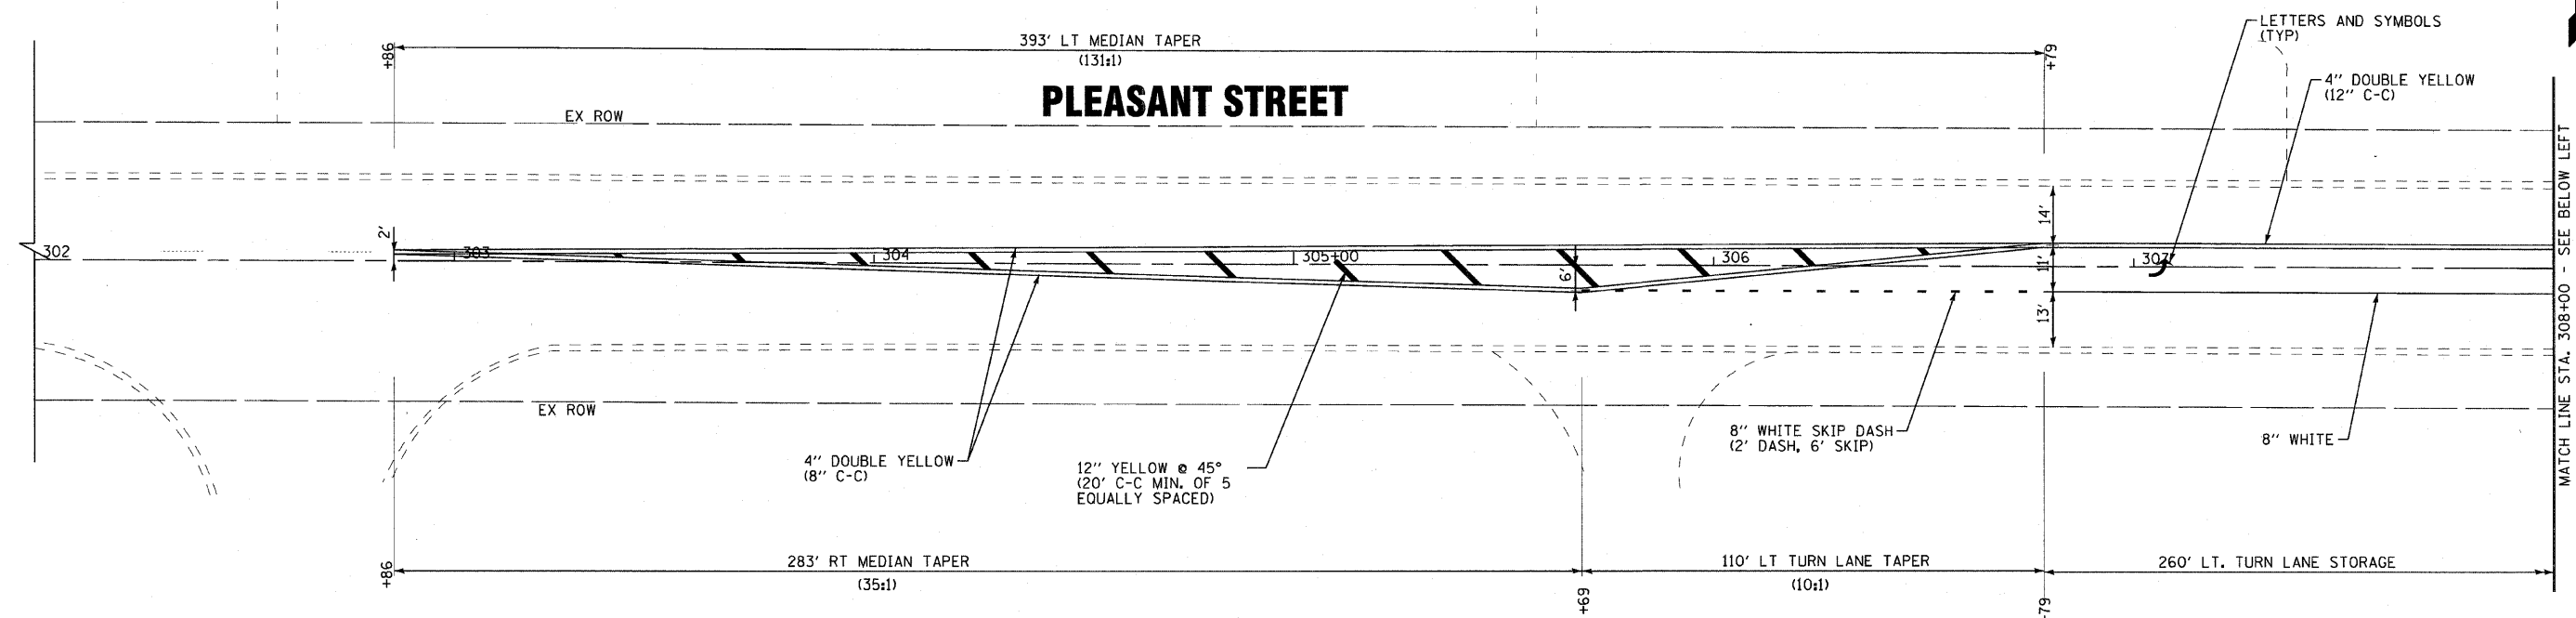 LETTERS AND SYMBOLS
(TYP)
393' LT MEDIAN TAPER
(131:1)
+86
+79
4" DOUBLE YELLOW
(12" C-C)
PLEASANT STREET
EX ROW
MATCH LINE STA. 308+00 - SEE BELOW LEFT
14'
2'
302
303
304
305+00
306
307
6'
11'
13'
EX ROW
4" DOUBLE YELLOW
(8" C-C)
12" YELLOW @ 45°
(20' C-C MIN. OF 5
EQUALLY SPACED)
8" WHITE SKIP DASH
(2' DASH, 6' SKIP)
8" WHITE
283' RT MEDIAN TAPER
(35:1)
110' LT TURN LANE TAPER
(10:1)
260' LT. TURN LANE STORAGE
+86
+69
+79